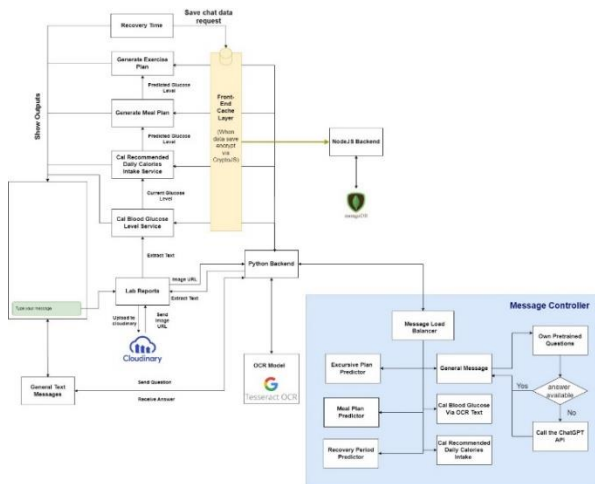 Save chat data
request
Recovery Time
Generate Exercise
Plan
Predicted Glucose
Level
Generate Meal Plan
Predicted Glucose
Level
Cal Recommended
Daily Calories
Intake Service
Current Glucose
Level
Cal Blood Glucose
Level Service
Extract Text
Lab Reports
Show Outputs
Front-
End
Cache
Layer
(When
data save
encrypt
via
NodeJS Backend
mongoDB
Python Backend
Image URL
Extract Text
Upload to
cloudinary
Send
Image
URL
Cloudinary
Type your message
General Text
Messages
Send Question
Receive Answer
OCR Model
Google
Tesseract OCR
Message Controller
Message Load
Balancer
Own Pretrained
Questions
Excursive Plan
Predictor
General Message
Yes
answer
available
No
Meal Plan
Predictor
Cal Blood Glucose
Via OCR Text
Call the ChatGPT
API
Recovery Period
Predictor
Cal Recommended
Daily Calories
Intake